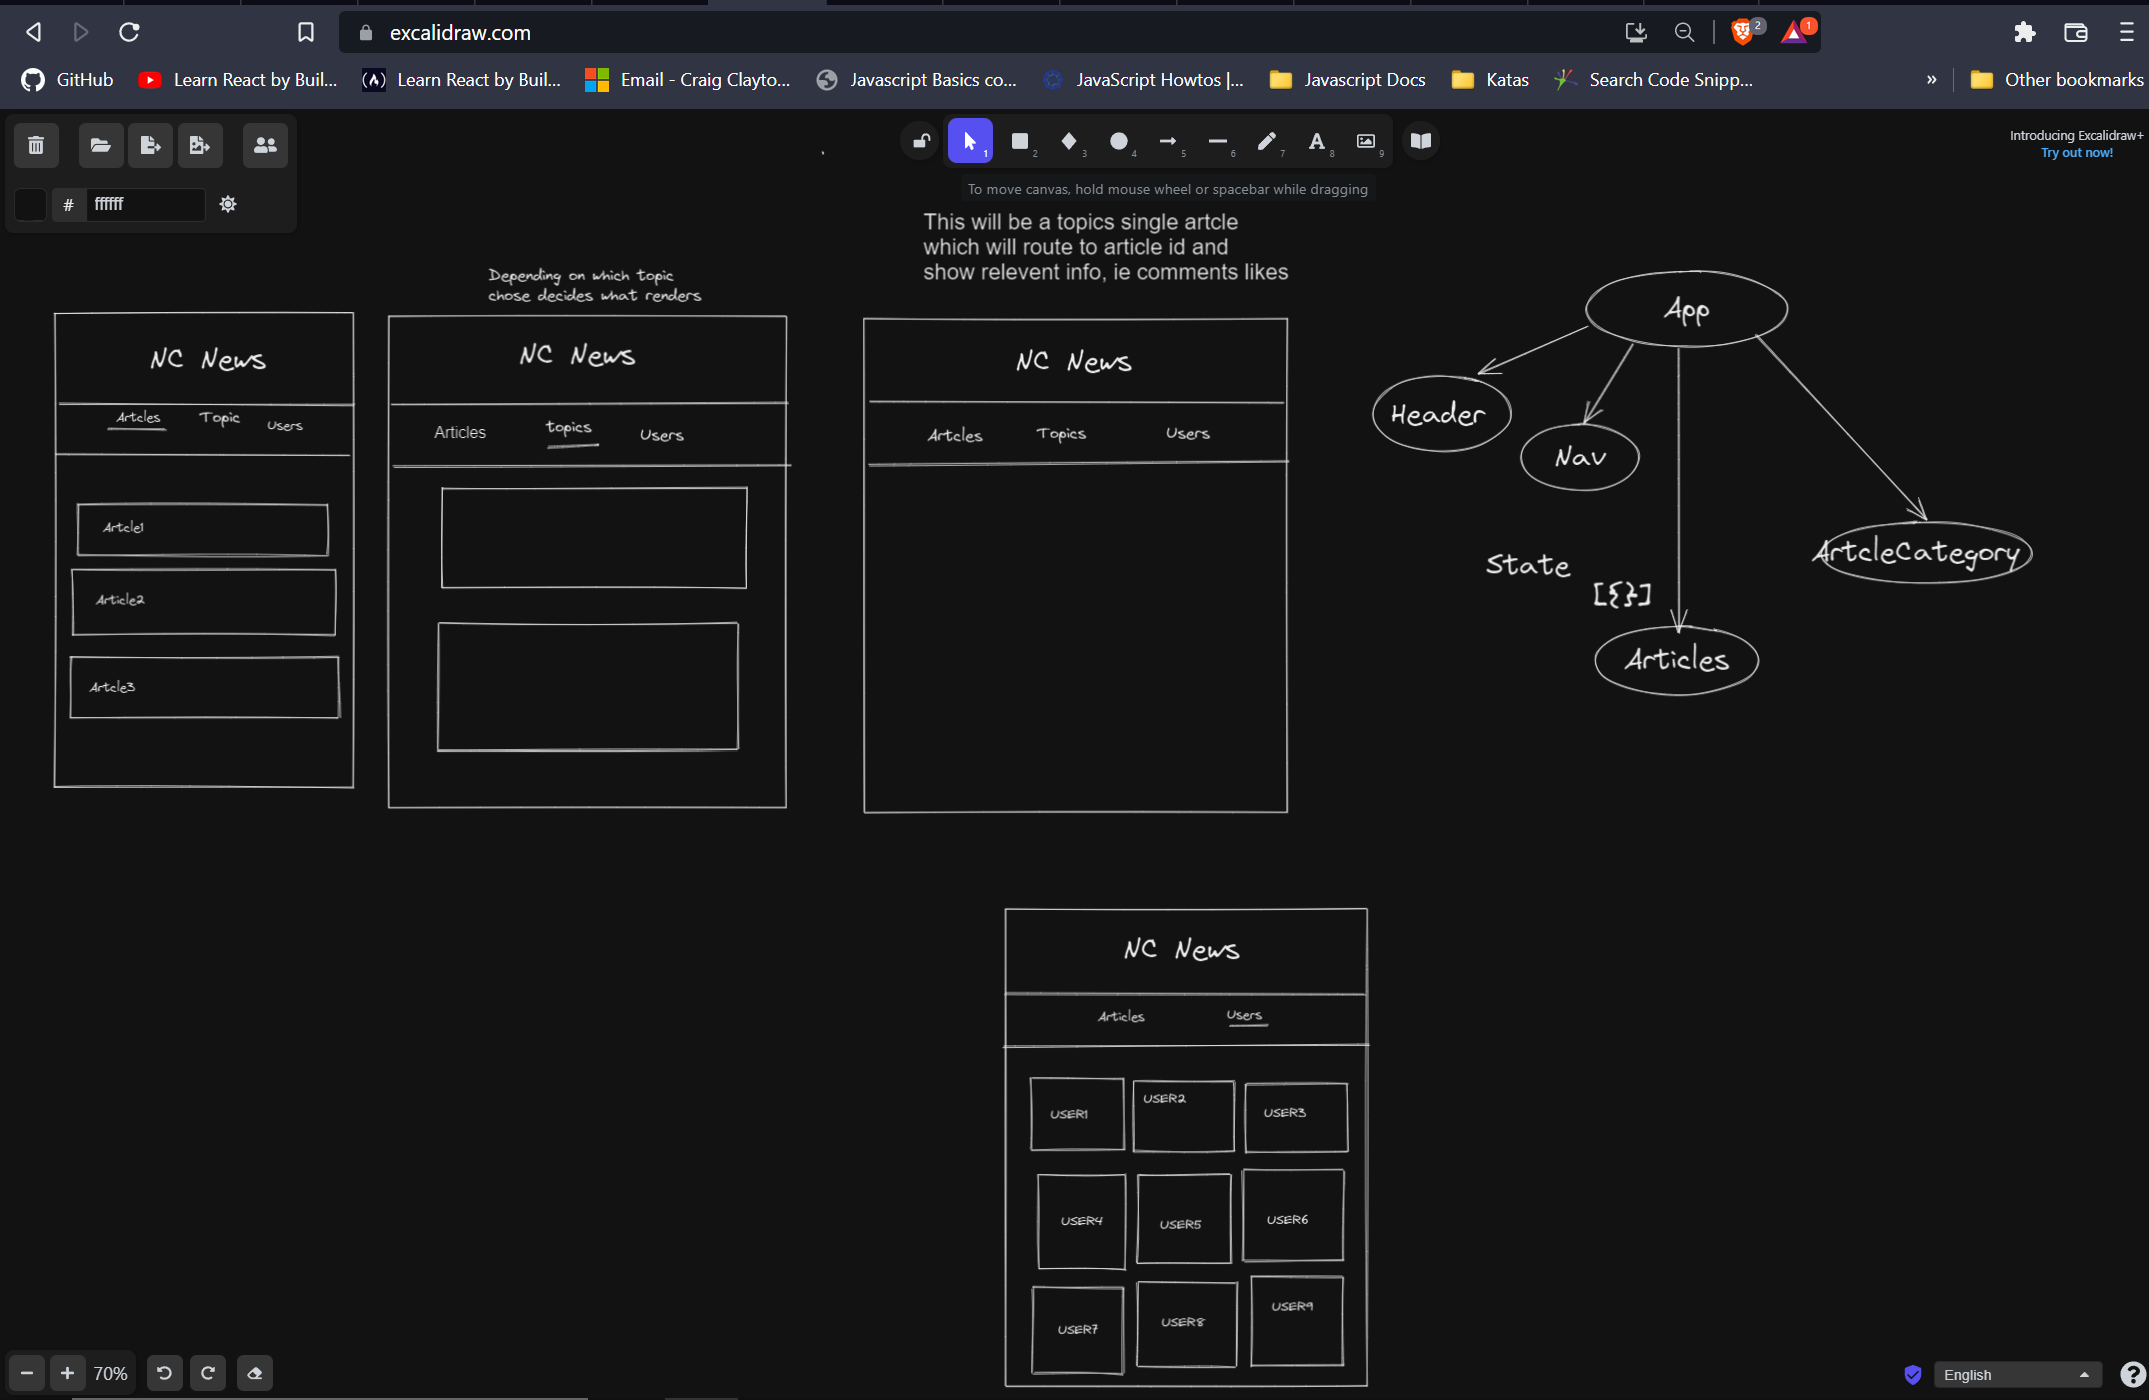 excalidraw.com
2
1
GitHub
Learn React by Buil...
Learn React by Buil...
Email - Craig Clayto...
Javascript Basics co...
JavaScript Howtos |...
Javascript Docs
Katas
Search Code Snipp...
»
Other bookmarks
1
2
3
4
5
6
7
A 8
9
Introducing Excalidraw+
Try out now!
# ffffff
To move canvas, hold mouse wheel or spacebar while dragging
Depending on which topic
chose decides what renders
This will be a topics single artcle
which will route to article id and
show relevent info, ie comments likes
NC News
Artcles
Topic
Users
Artcle1
Article2
Artcle3
NC News
Articles
topics
Users
NC News
Artcles
Topics
Users
App
Header
Nav
ArtcleCategory
State
[{}]
Articles
NC News
Articles
Users
USER1
USER2
USER3
USER4
USER5
USER6
USER7
USER8
USER9
70%
English
?